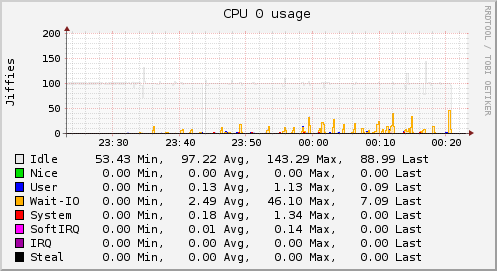 CPU 0 usage
RRDTOOL / TOBI OETIKER
Jiffies
200
150
100
50
0
23:30 23:40 23:50 00:00 00:10 00:20
Idle 53.43 Min, 97.22 Avg, 143.29 Max, 88.99 Last
Nice 0.00 Min, 0.00 Avg, 0.00 Max, 0.00 Last
User 0.00 Min, 0.13 Avg, 1.13 Max, 0.09 Last
Wait-IO 0.00 Min, 2.49 Avg, 46.10 Max, 7.09 Last
System 0.00 Min, 0.18 Avg, 1.34 Max, 0.00 Last
SoftIRQ 0.00 Min, 0.01 Avg, 0.14 Max, 0.00 Last
IRQ 0.00 Min, 0.00 Avg, 0.00 Max, 0.00 Last
Steal 0.00 Min, 0.00 Avg, 0.00 Max, 0.00 Last